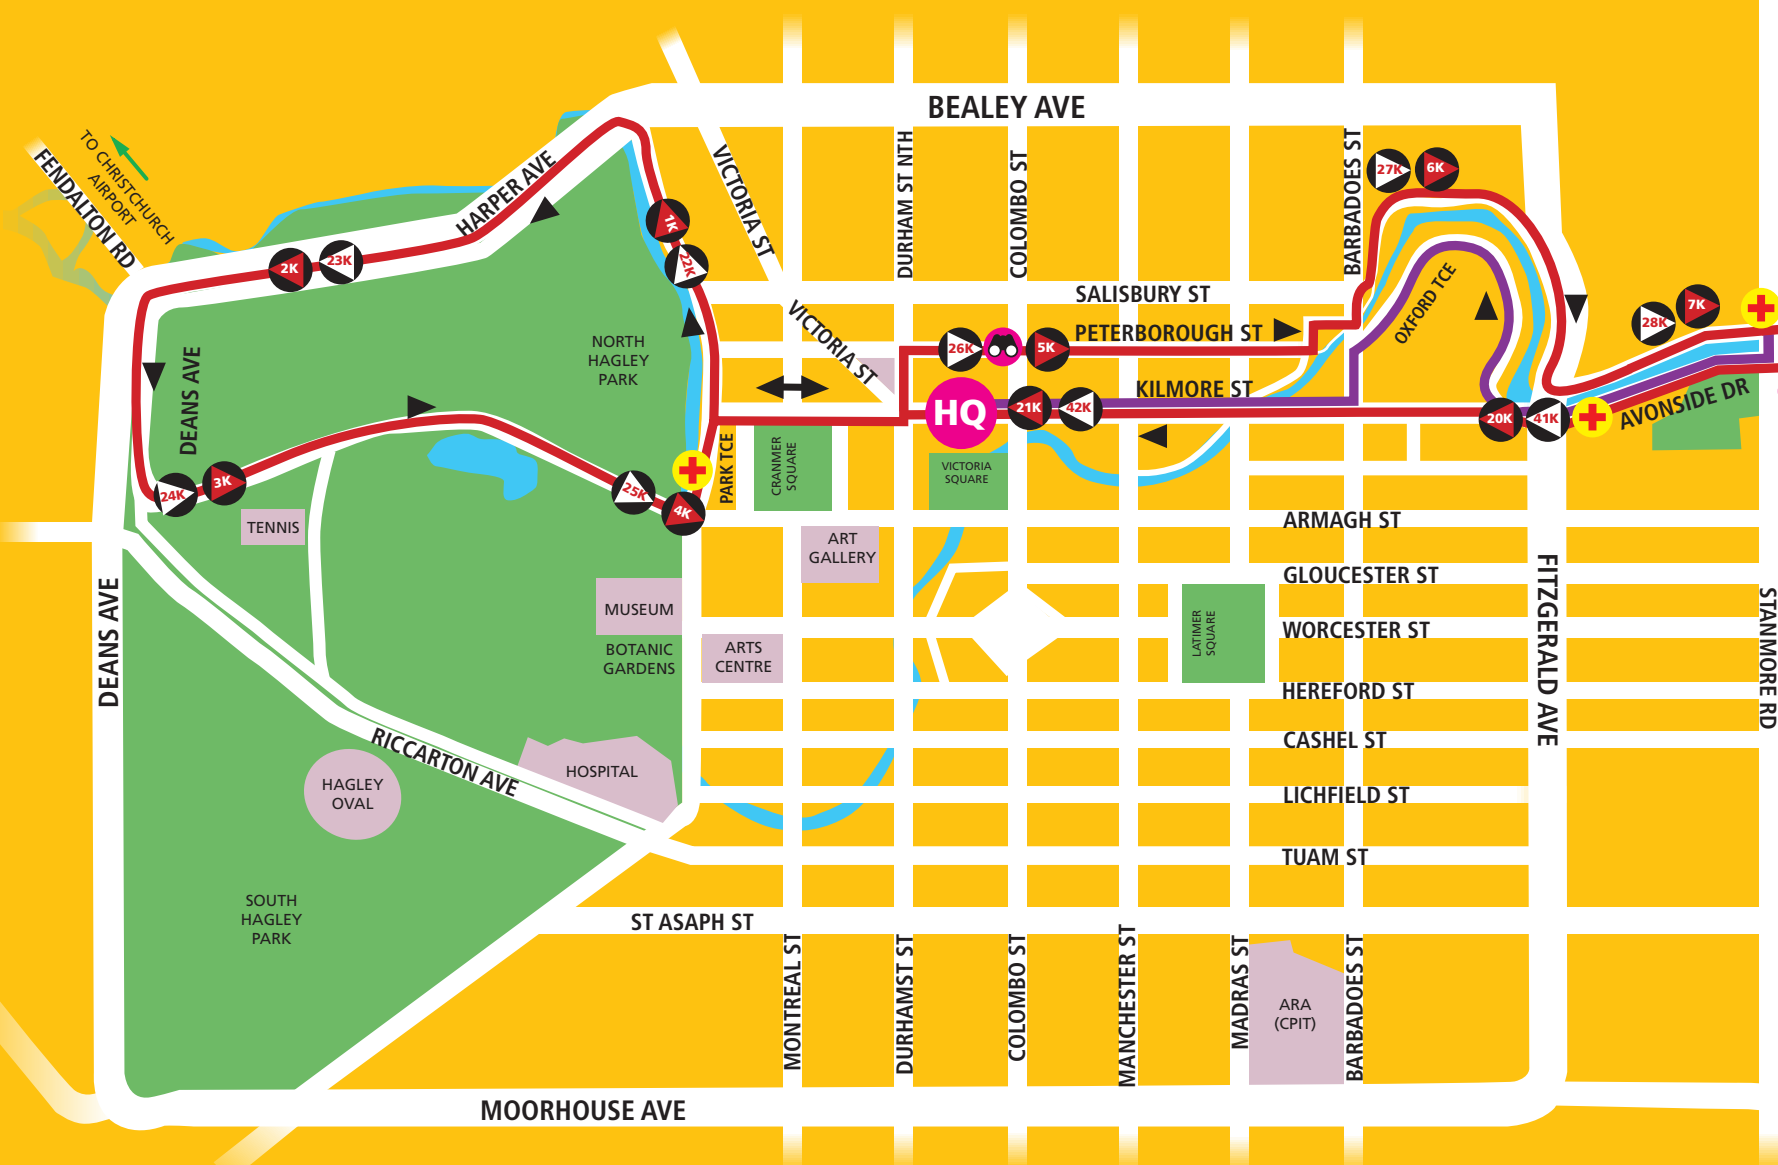 BEALEY AVE
TO CHRISTCHURCH
AIRPORT
FENDALTON RD
HARPER AVE
VICTORIA ST
DURHAM ST NTH
COLOMBO ST
BARBADOES ST
27K
6K
1K
22K
2K
23K
SALISBURY ST
OXFORD TCE
VICTORIA ST
PETERBOROUGH ST
28K
7K
NORTH
HAGLEY
PARK
26K
5K
DEANS AVE
KILMORE ST
HQ
21K
42K
20K
41K
AVONSIDE DR
PARK TCE
CRANMER
SQUARE
VICTORIA
SQUARE
24K
3K
25K
4K
TENNIS
ARMAGH ST
ART
GALLERY
GLOUCESTER ST
DEANS AVE
MUSEUM
BOTANIC
GARDENS
ARTS
CENTRE
LATIMER
SQUARE
WORCESTER ST
FITZGERALD AVE
STANMORE RD
HEREFORD ST
CASHEL ST
RICCARTON AVE
HOSPITAL
HAGLEY
OVAL
LICHFIELD ST
TUAM ST
SOUTH
HAGLEY
PARK
ST ASAPH ST
MONTREAL ST
DURHAMST ST
COLOMBO ST
MANCHESTER ST
MADRAS ST
ARA
(CPIT)
BARBADOES ST
MOORHOUSE AVE